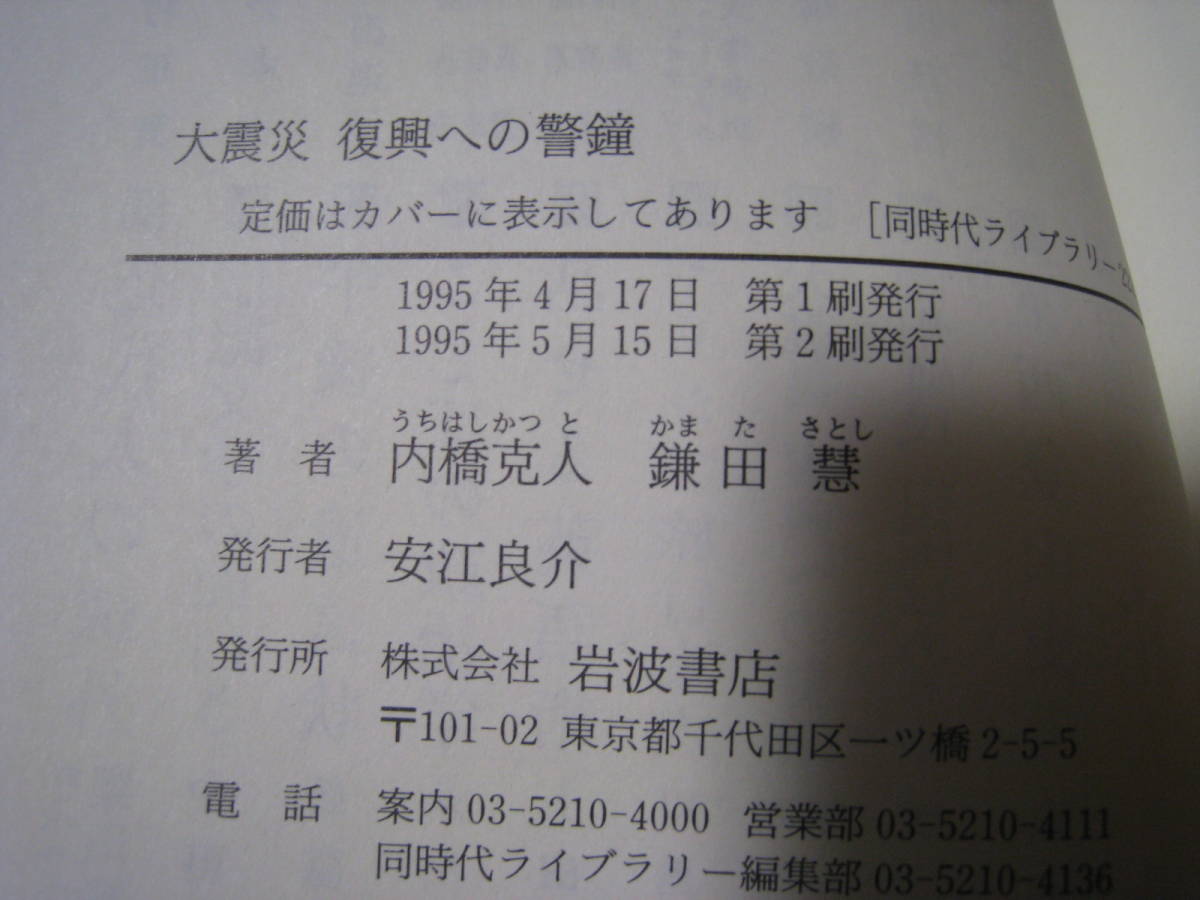 大震災 復興への警鐘
定価はカバーに表示してあります [同時代ライブラリー
1995年4月17日 第1刷発行
1995年5月15日 第2刷発行
うちはしかつ と かま た さとし
著 者 内橋克人 鎌田 慧
発行者 安江良介
発行所 株式会社 岩波書店
〒101-02 東京都千代田区一ツ橋2-5-5
電 話 案内 03-5210-4000 営業部 03-5210-4111
同時代ライブラリー編集部 03-5210-4136